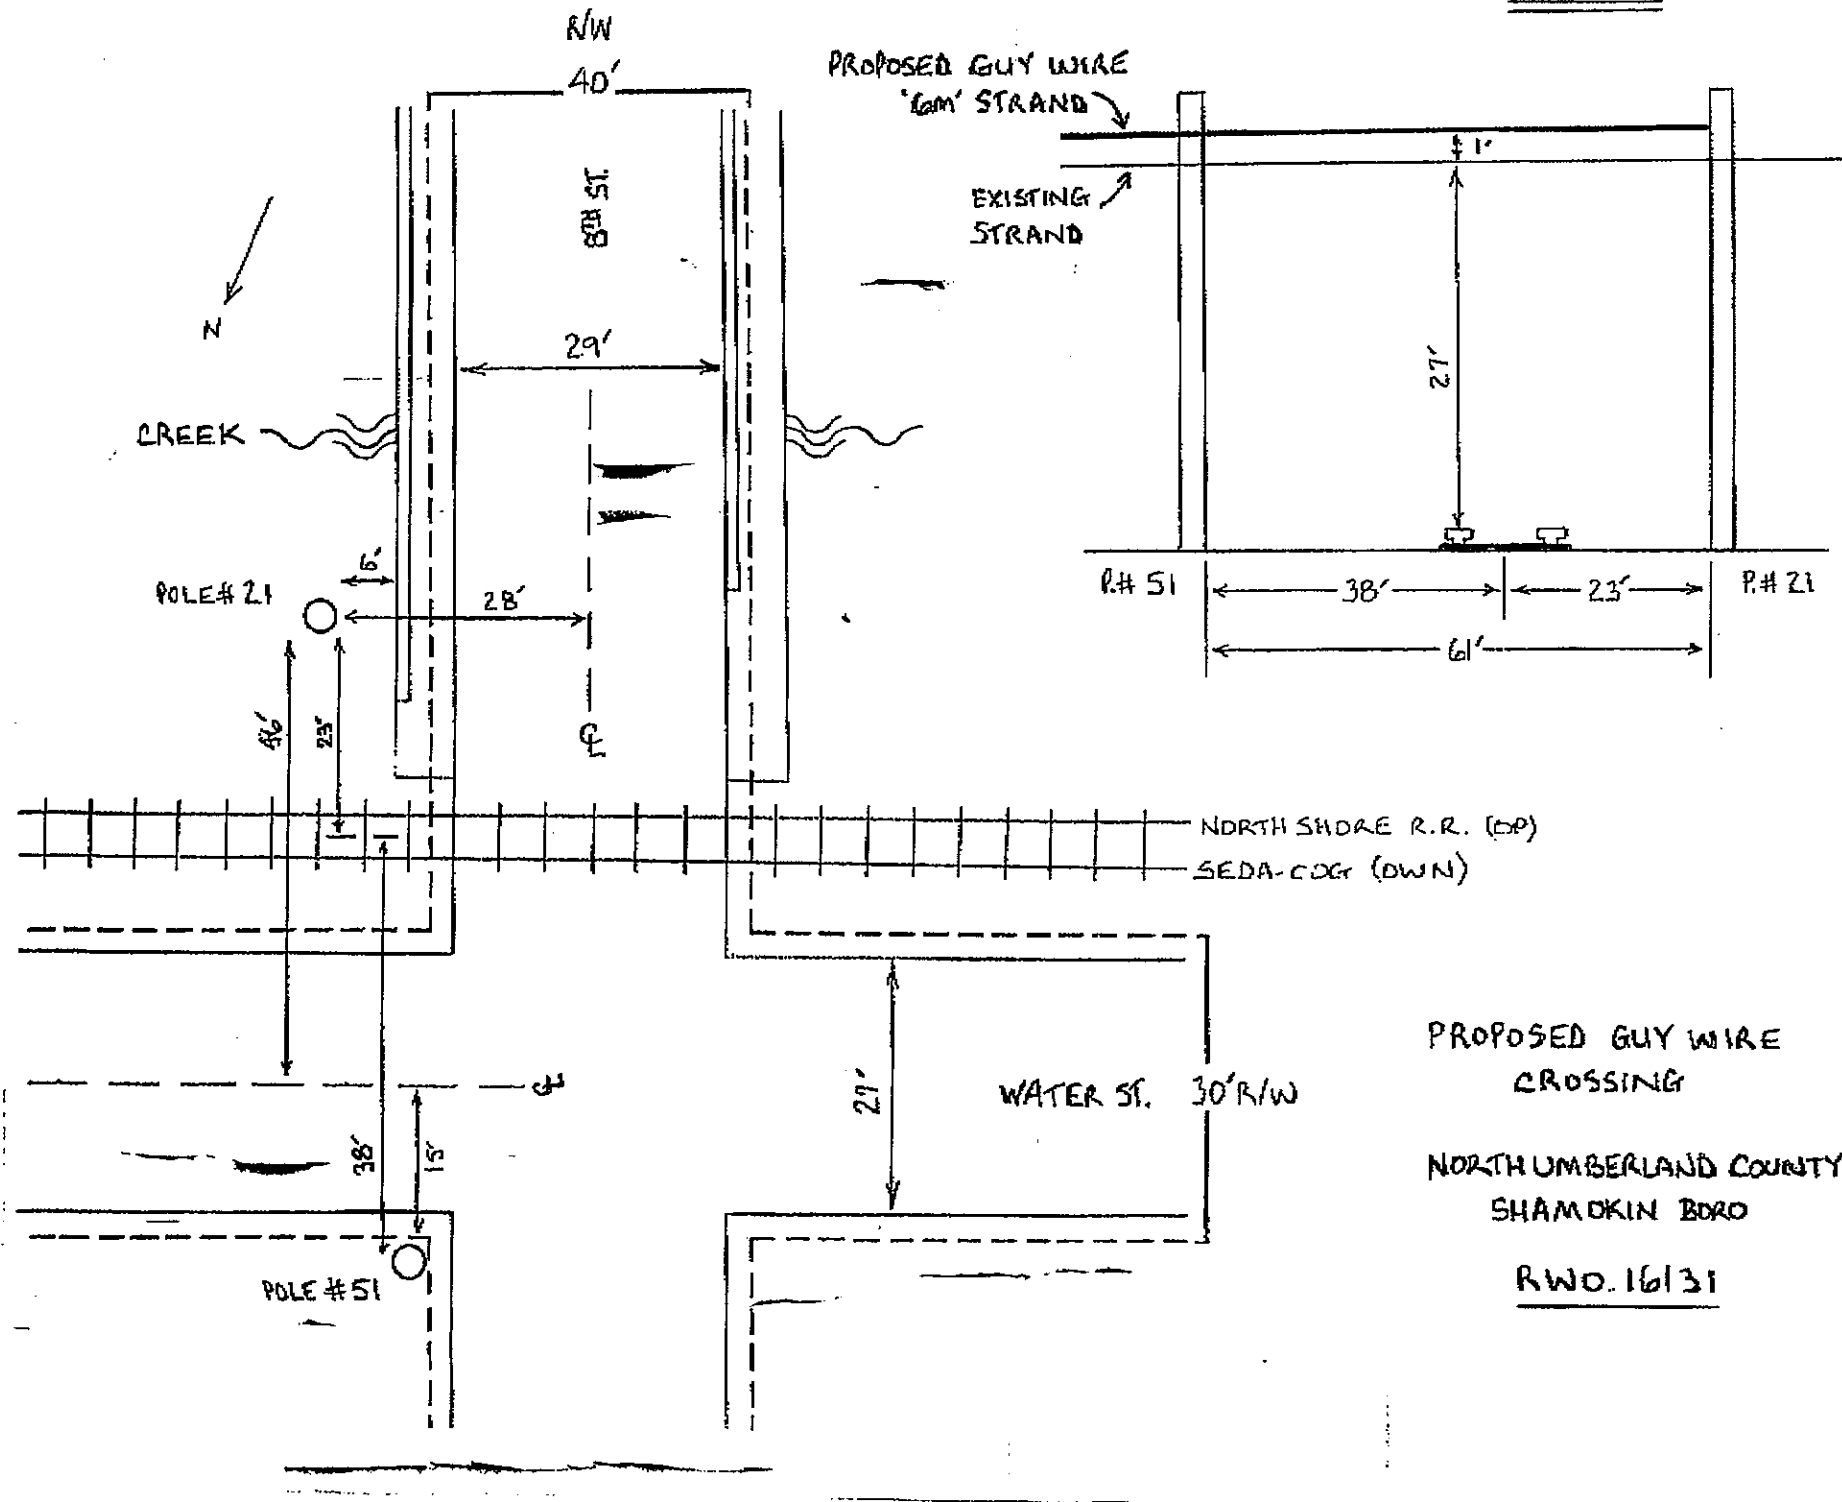 R/W
40'
PROPOSED GUY WIRE
'6M' STRAND
1'
EXISTING
STRAND
8TH ST.
N
29'
27'
CREEK
6'
POLE # 21
28'
P.# 51
38'
23'
P.# 21
61'
46'
23'
℄
NORTH SHORE R.R. (OP)
SEDA-COG (OWN)
℄
38'
15'
27'
WATER ST. 30' R/W
POLE # 51
PROPOSED GUY WIRE
CROSSING
NORTHUMBERLAND COUNTY
SHAMOKIN BORO
RWO. 16131